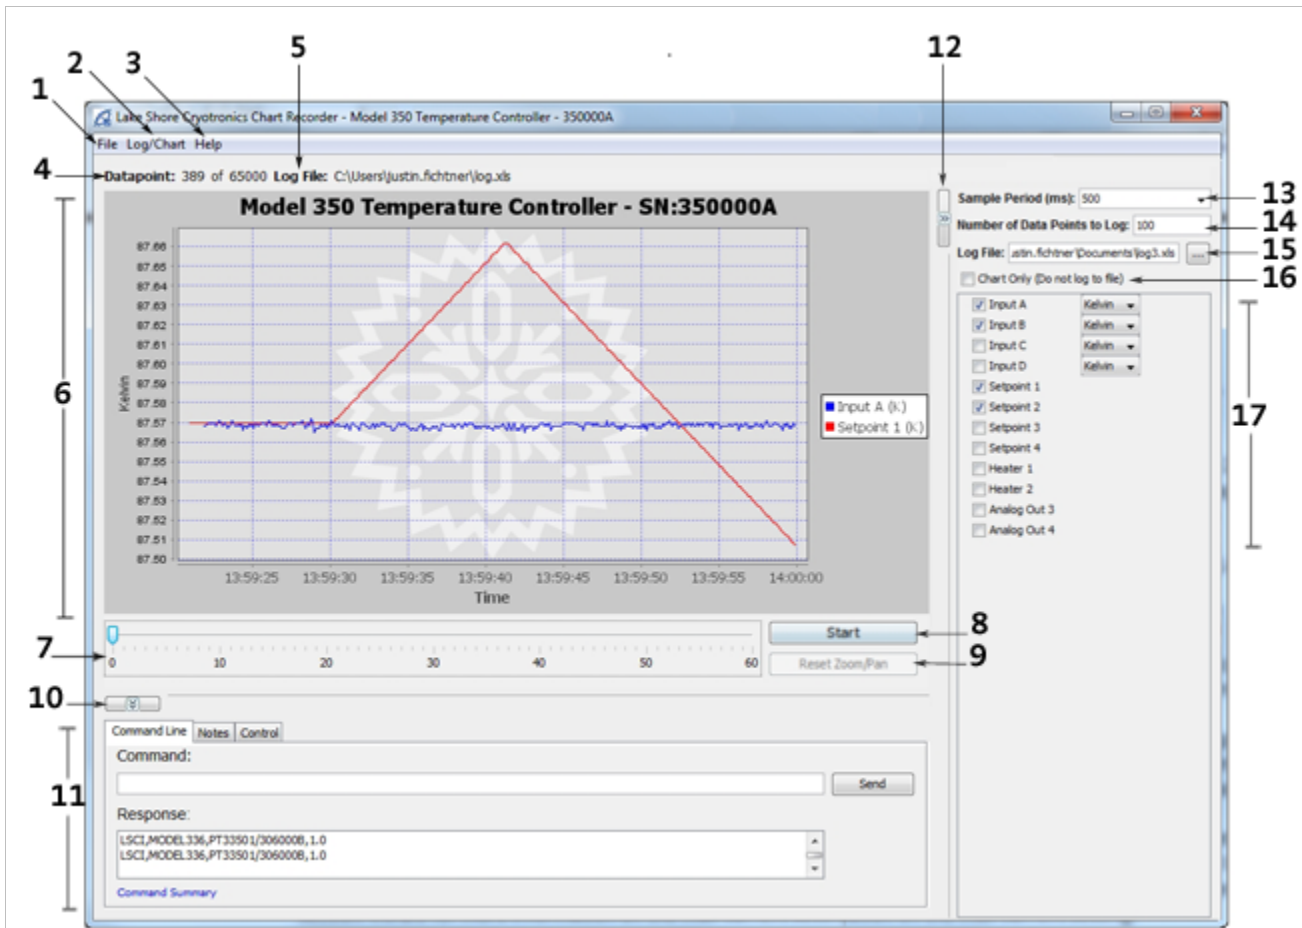 5
12
2
3
1
Lake Shore Cryotronics Chart Recorder - Model 350 Temperature Controller - 350000A
File Log/Chart Help
4
Datapoint: 389 of 65000 Log File: C:\Users\justin.fichtner\log.xls
6
Model 350 Temperature Controller - SN:350000A
87.66
87.65
87.64
87.63
87.62
87.61
87.60
87.59
87.58
87.57
87.56
87.55
87.54
87.53
87.52
87.51
87.50
Kelvin
13:59:25 13:59:30 13:59:35 13:59:40 13:59:45 13:59:50 13:59:55 14:00:00
Time
Input A (K)
Setpoint 1 (K)
Sample Period (ms): 500
13
Number of Data Points to Log: 100
14
Log File: .ustin.fichtner\Documents\log3.xls ...
15
Chart Only (Do not log to file)
16
Input A Kelvin
Input B Kelvin
Input C Kelvin
Input D Kelvin
Setpoint 1
Setpoint 2
Setpoint 3
Setpoint 4
Heater 1
Heater 2
Analog Out 3
Analog Out 4
17
7
0 10 20 30 40 50 60
Start
8
Reset Zoom/Pan
9
10
11
Command Line Notes Control
Command:
Send
Response:
LSCI,MODEL336,PT33501/306000B,1.0
LSCI,MODEL336,PT33501/306000B,1.0
Command Summary